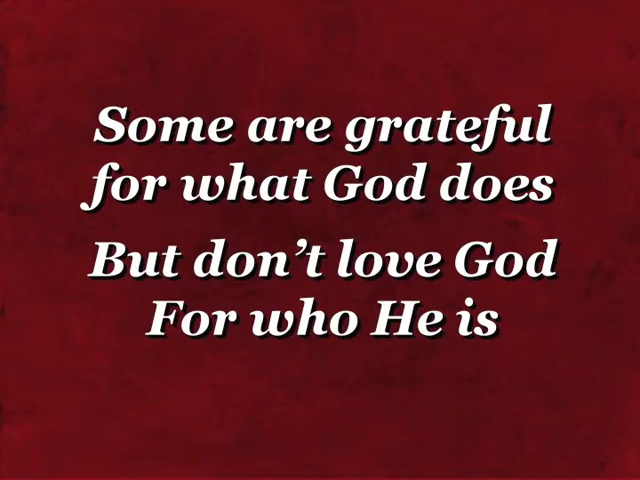 Some are grateful
for what God does
But don’t love God
For who He is